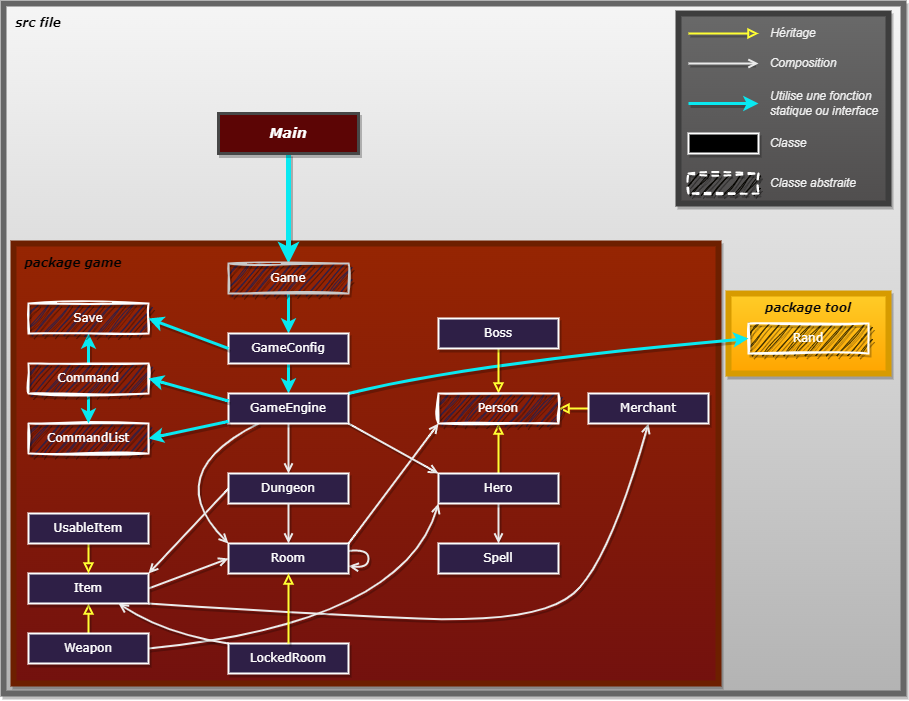 src file
Héritage
Composition
Utilise une fonction
statique ou interface
Classe
Classe abstraite
Main
package game
Game
Save
GameConfig
Boss
package tool
Rand
Command
GameEngine
Person
Merchant
CommandList
Dungeon
Hero
UsableItem
Room
Spell
Item
Weapon
LockedRoom